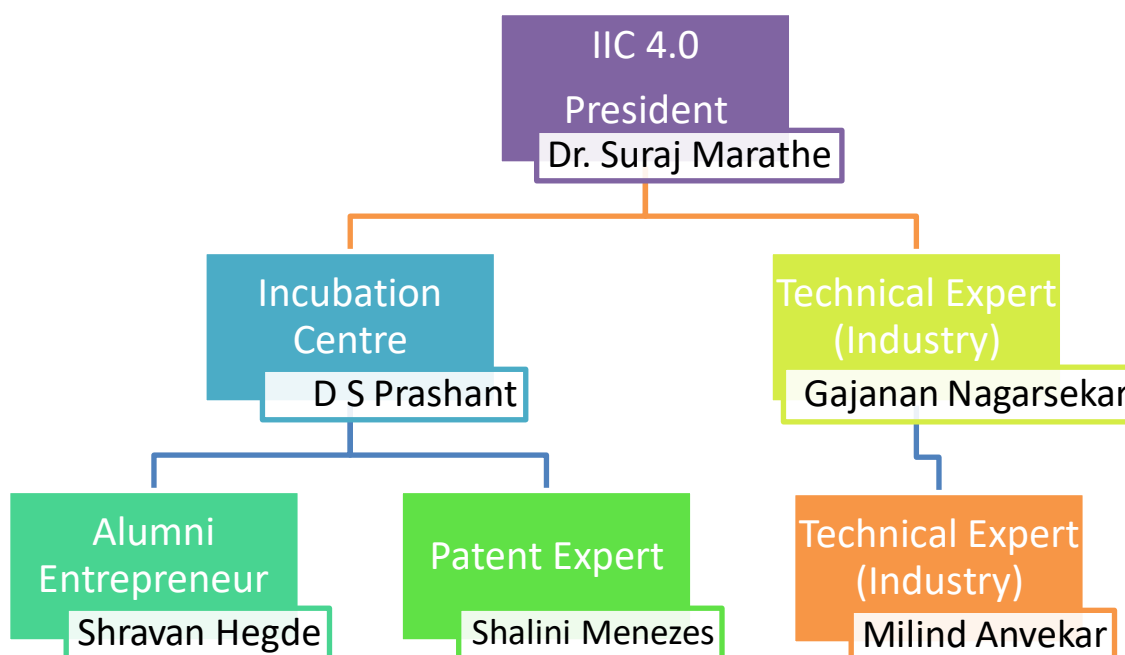 IIC 4.0
President
Dr. Suraj Marathe
Incubation
Centre
D S Prashant
Technical Expert
(Industry)
Gajanan Nagarsekar
Alumni
Entrepreneur
Shravan Hegde
Patent Expert
Shalini Menezes
Technical Expert
(Industry)
Milind Anvekar